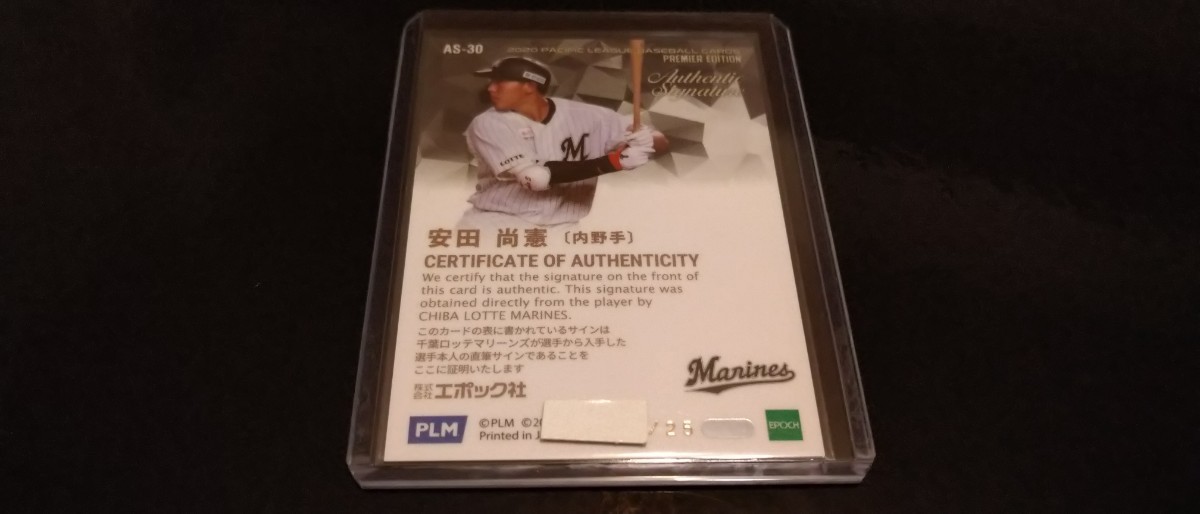 AS-30
2020 PACIFIC LEAGUE BASEBALL CARDS
PREMIER EDITION
Authentic
Signature
LOTTE
M
安田 尚憲 〔内野手〕
CERTIFICATE OF AUTHENTICITY
We certify that the signature on the front of
this card is authentic. This signature was
obtained directly from the player by
CHIBA LOTTE MARINES.
このカードの表に書かれているサインは
千葉ロッテマリーンズが選手から入手した
選手本人の直筆サインであることを
ここに証明いたします
Marines
株式会社エポック社
PLM
©PLM ©20
Printed in J
/25
EPOCH